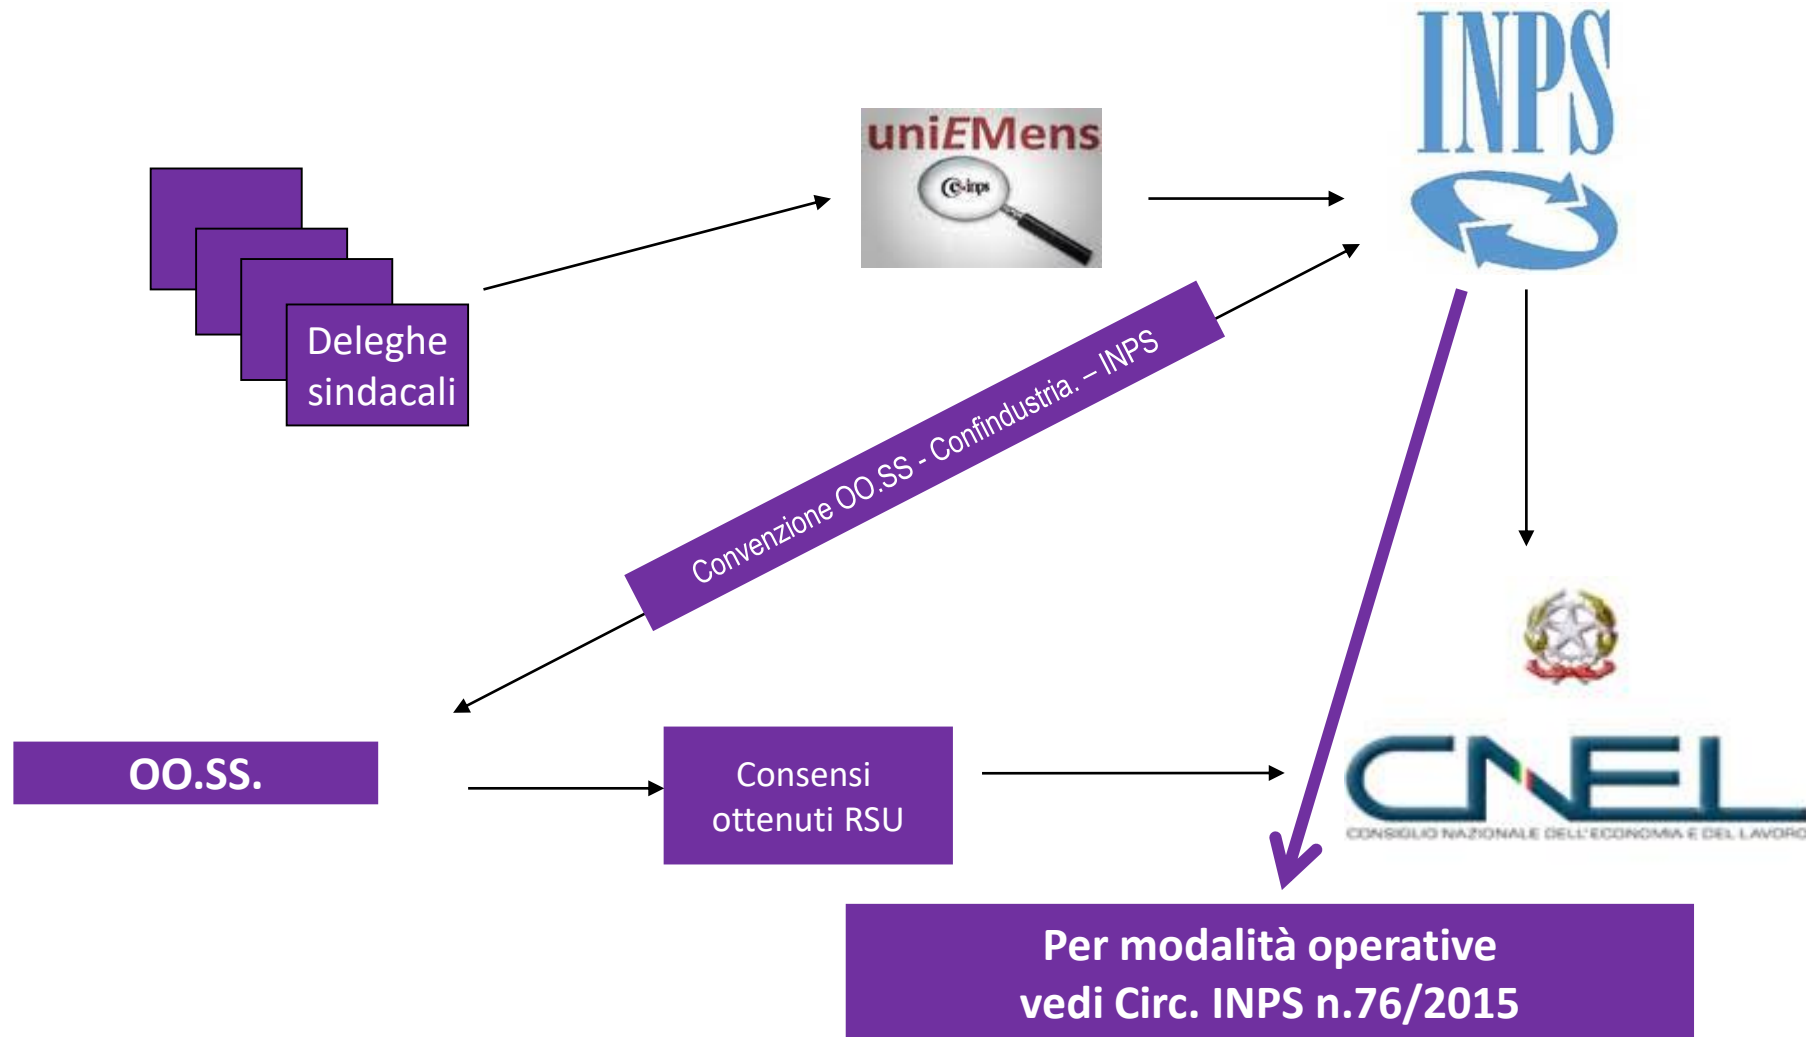 INPS
uniEMens
e-inps
Deleghe
sindacali
Convenzione OO.SS - Confindustria. – INPS
OO.SS.
Consensi
ottenuti RSU
CNEL
CONSIGLIO NAZIONALE DELL'ECONOMIA E DEL LAVORO
Per modalità operative
vedi Circ. INPS n.76/2015